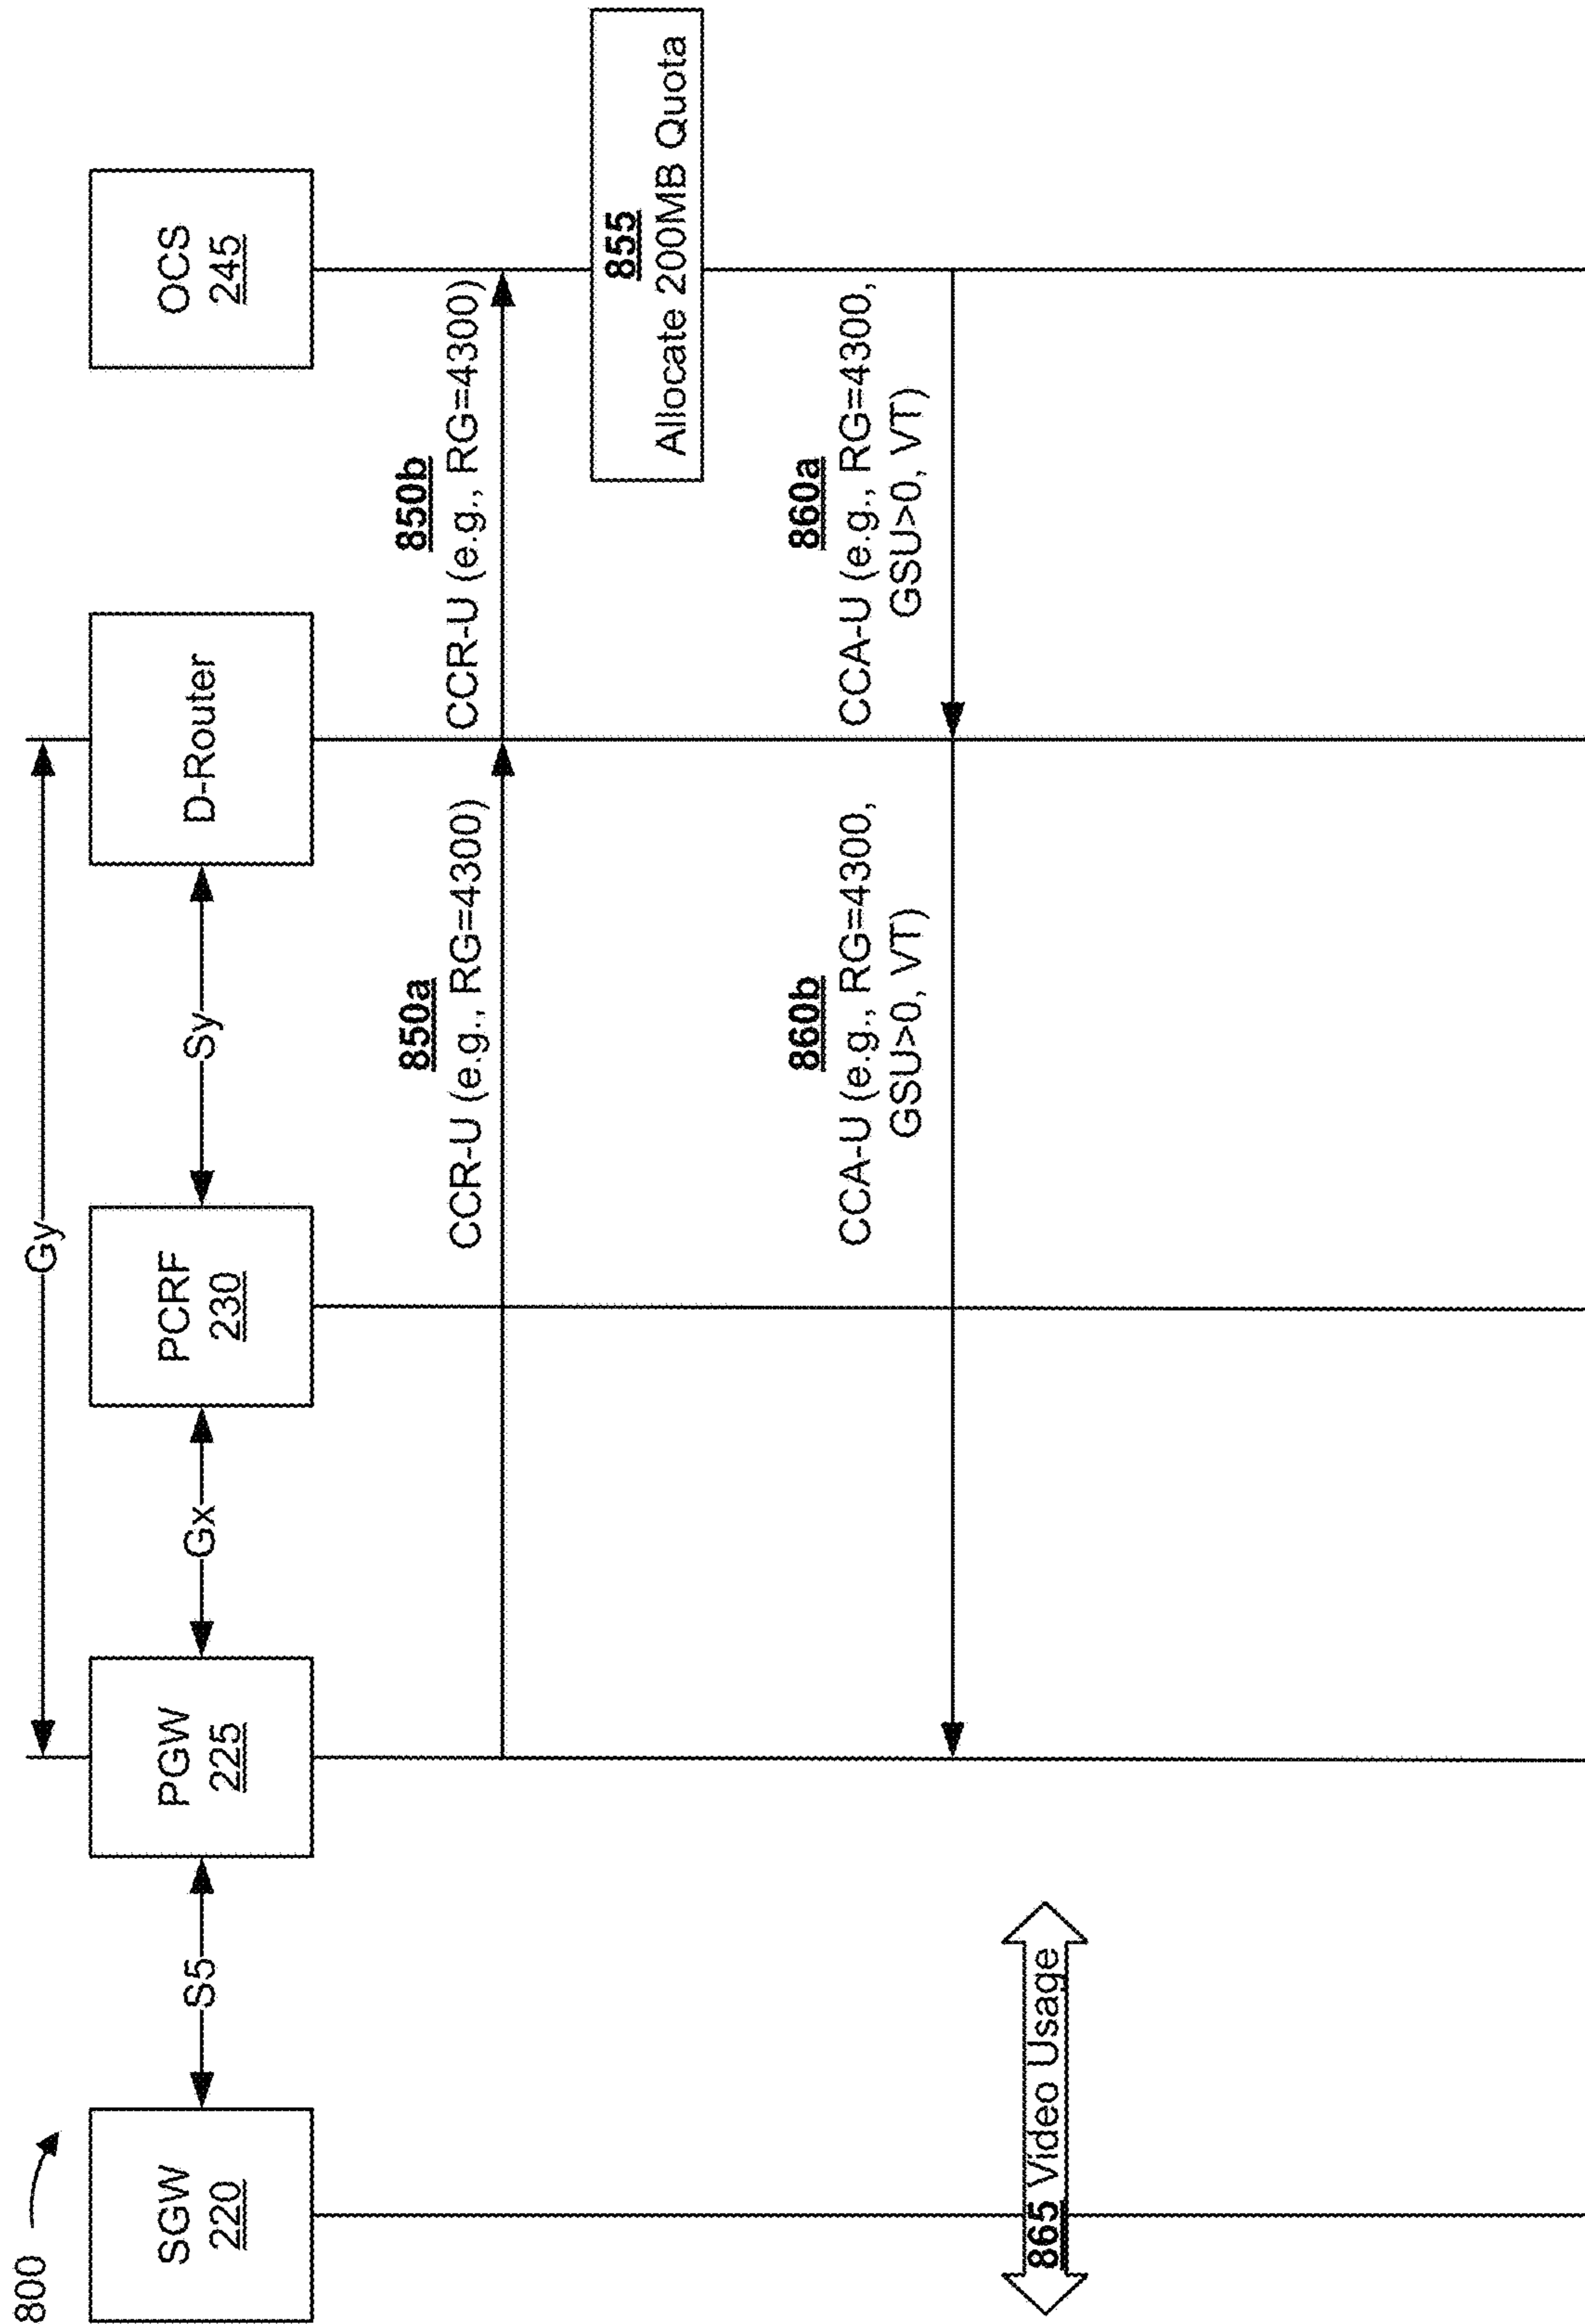 800
Gy
SGW
220
S5
PGW
225
Gx
PCRF
230
Sy
D-Router
OCS
245
850a
CCR-U (e.g., RG=4300)
850b
CCR-U (e.g., RG=4300)
855
Allocate 200MB Quota
860b
CCA-U (e.g., RG=4300,
GSU>0, VT)
860a
CCA-U (e.g., RG=4300,
GSU>0, VT)
865 Video Usage